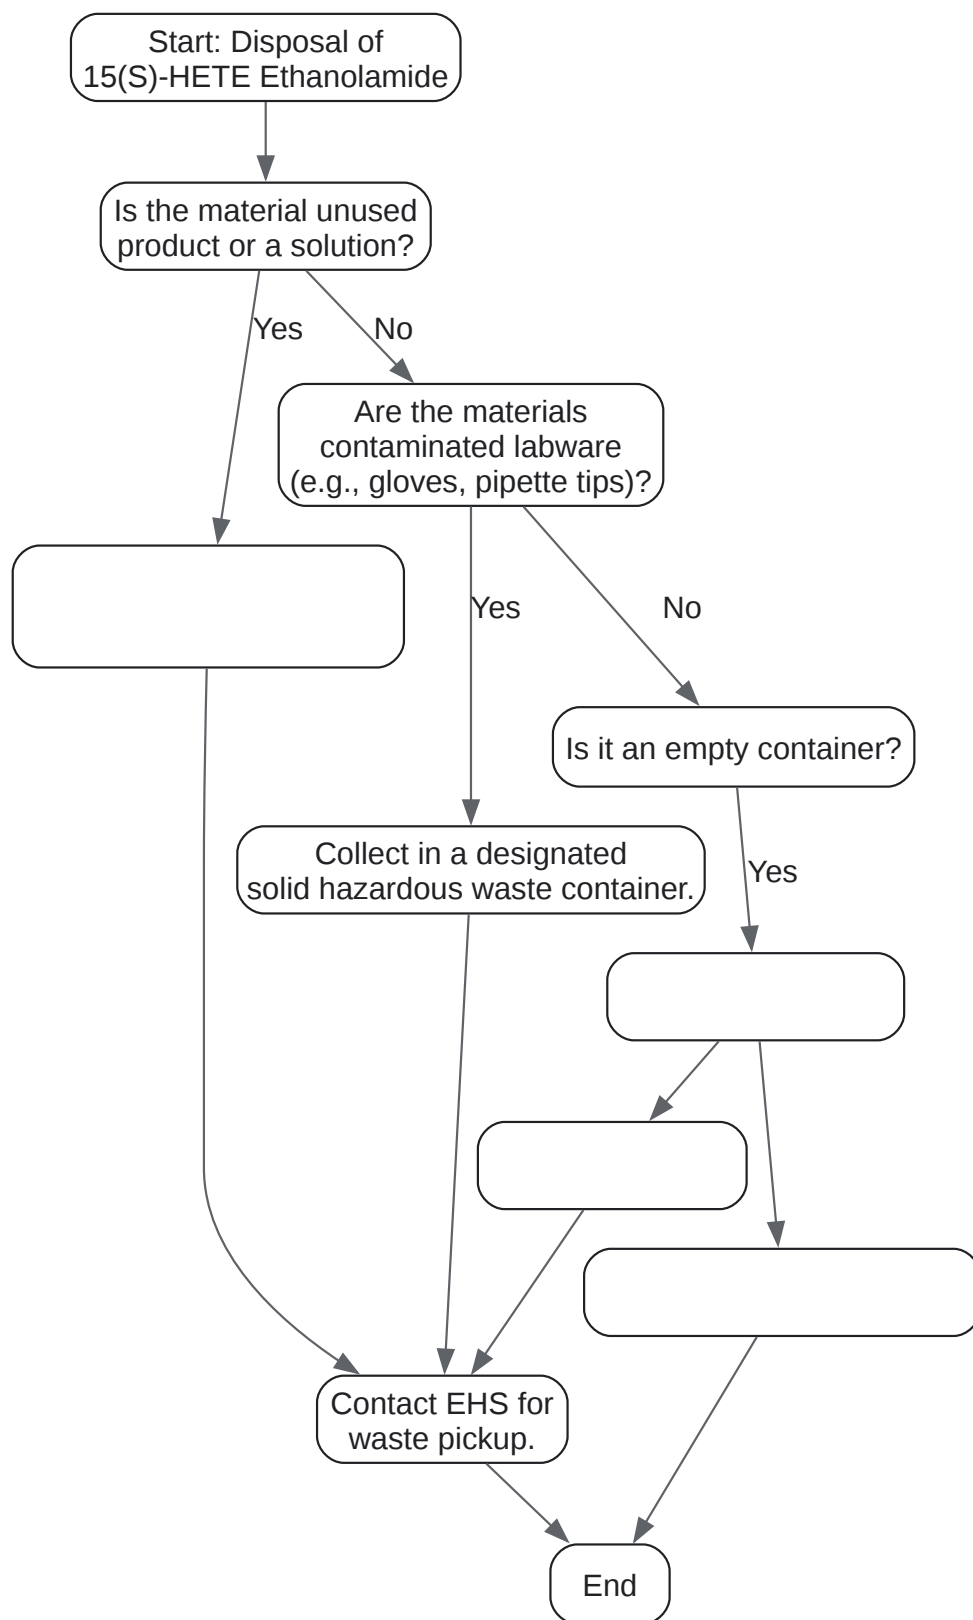 Start: Disposal of
15(S)-HETE Ethanolamide
Is the material unused
product or a solution?
Yes
No
Are the materials
contaminated labware
(e.g., gloves, pipette tips)?
Yes
No
Is it an empty container?
Collect in a designated
solid hazardous waste container.
Yes
Contact EHS for
waste pickup.
End